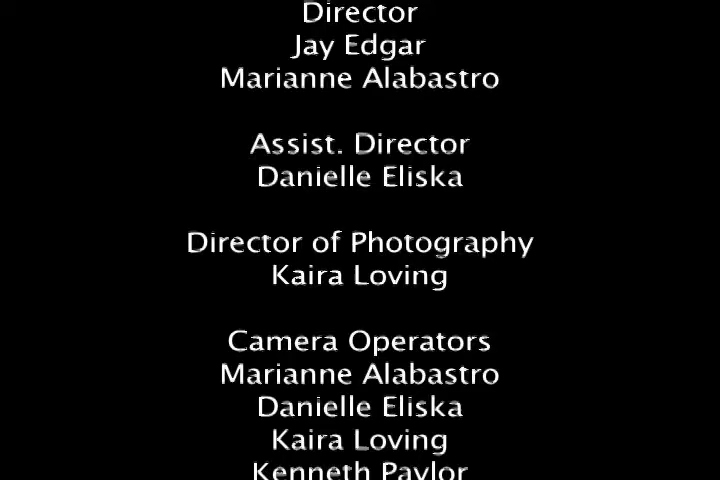 Director
Jay Edgar
Marianne Alabastro
Assist. Director
Danielle Eliska
Director of Photography
Kaira Loving
Camera Operators
Marianne Alabastro
Danielle Eliska
Kaira Loving
Kenneth Paylor